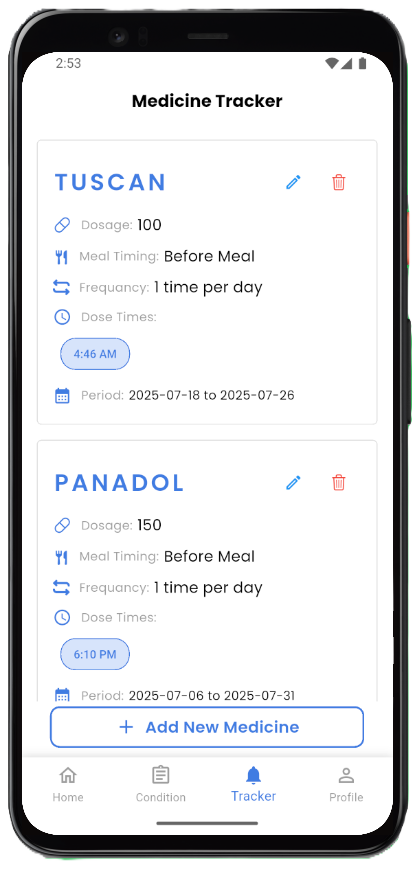 2:53
Medicine Tracker
TUSCAN
Dosage: 100
Meal Timing: Before Meal
Frequancy: 1 time per day
Dose Times:
4:46 AM
Period: 2025-07-18 to 2025-07-26
PANADOL
Dosage: 150
Meal Timing: Before Meal
Frequancy: 1 time per day
Dose Times:
6:10 PM
Period: 2025-07-06 to 2025-07-31
+ Add New Medicine
Home Condition Tracker Profile